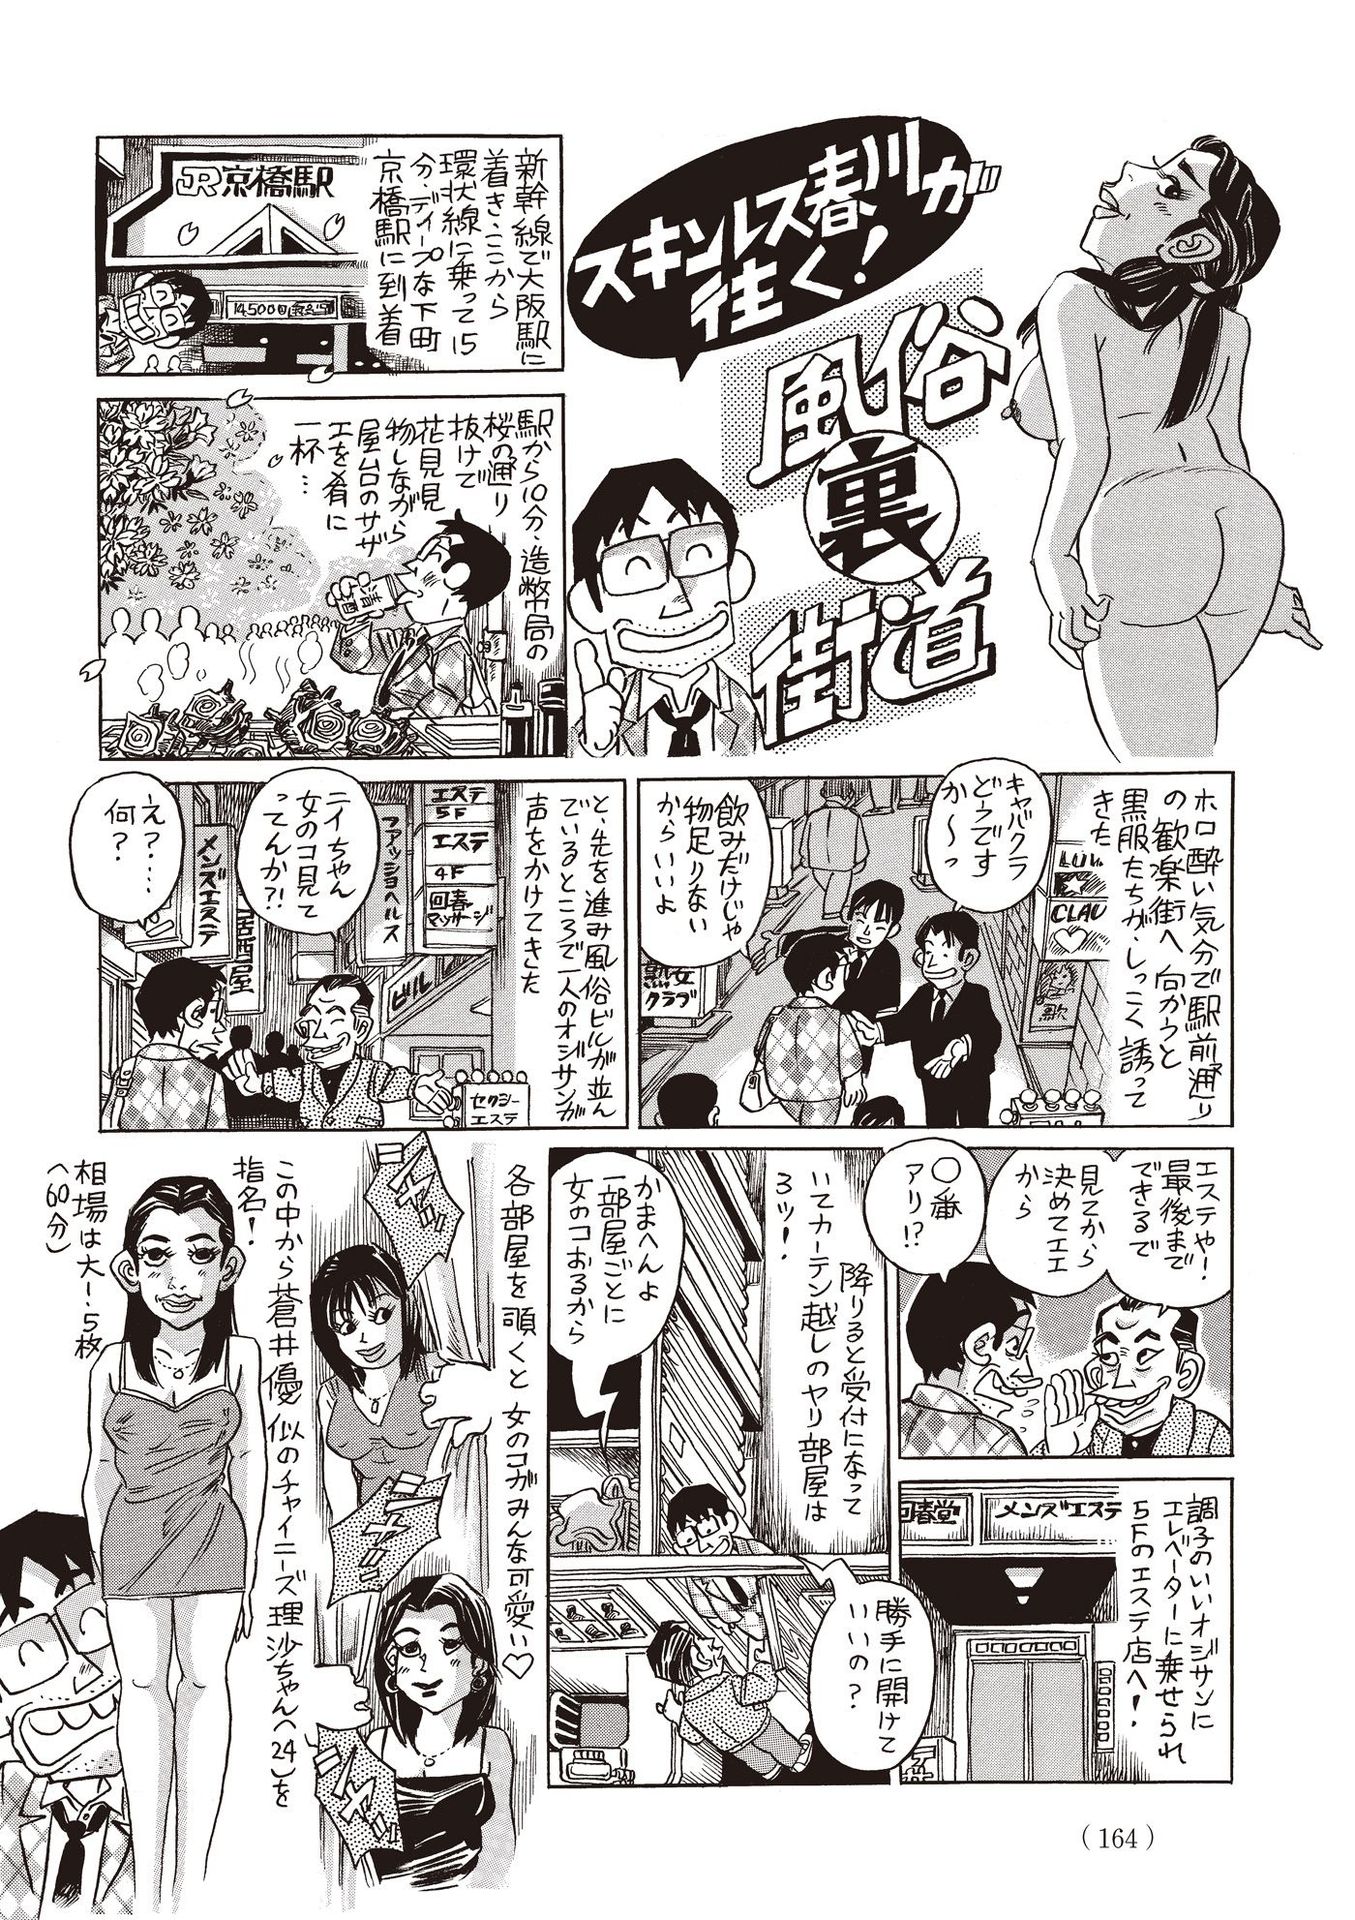 スキンレス春川が
往く!
風俗
裏
街道
新幹線で大阪駅に
着き、ここから
環状線に乗って15
分、ディープな下町
京橋駅に到着
JR京橋駅
駅から10分、造幣局の
桜の通り
抜けで
花見見
物しながら
屋台のサザ
エを肴に
一杯…
ホロ酔い気分で駅前通り
の歓楽街へ向かうと
黒服たちが、しっこく誘って
きた
キャバクラ
どぅです
か〜っ
飲みだけじゃ
物足りない
からいいよ
熟女
クラブ
CLAU
と、先を進み風俗ビルが並ん
でいるところで一人のオジサンが
声をかけてきた
ニイちゃん
女のコ見て
ってんか?!
え?…
何?
エステ
5F
エステ
4F
回春
マッサージ
ファッションヘルス
メンズエステ
居酒屋
ビル
セクシー
エステ
エステや!
最後まで
できるで
見てから
決めてエエ
から
〇番
アリ!?
調子のいいオジサンに
エレベーターに乗せられ
5Fのエステ店へ!
回春堂
メンズエステ
降りると受付になって
いてカーテン越しのヤリ部屋は
3ツ!
かまへんよ
一部屋ごとに
女のコおるから
勝手に開けて
いいの?
各部屋を覗くと女のコがみんな可愛い♡
この中から蒼井優似のチャイニーズ理沙ちゃん(24)を
指名!
相場は大1、5枚
(60分)
(164)